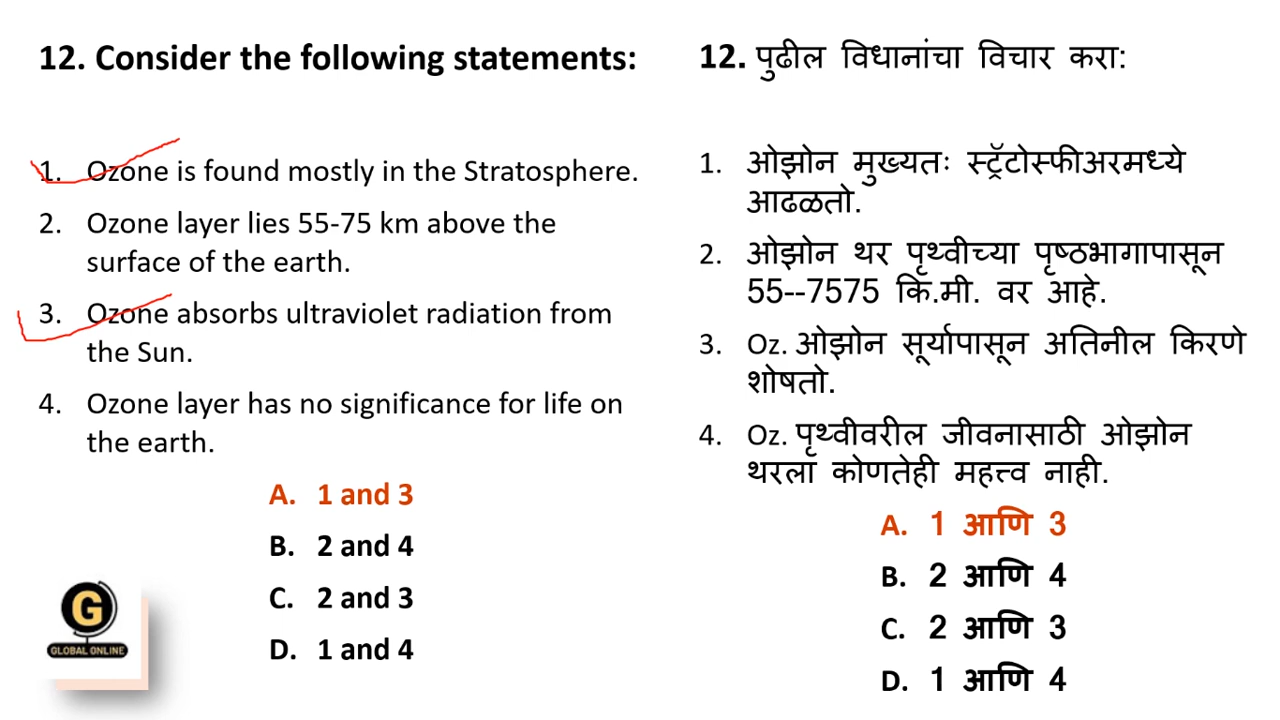 12. Consider the following statements:
1. Ozone is found mostly in the Stratosphere.
2. Ozone layer lies 55-75 km above the
surface of the earth.
3. Ozone absorbs ultraviolet radiation from
the Sun.
4. Ozone layer has no significance for life on
the earth.
A. 1 and 3
B. 2 and 4
C. 2 and 3
D. 1 and 4
G
GLOBAL ONLINE
12. पुढील विधानांचा विचार करा:
1. ओझोन मुख्यतः स्ट्रॅटोस्फीअरमध्ये
आढळतो.
2. ओझोन थर पृथ्वीच्या पृष्ठभागापासून
55--7575 कि.मी. वर आहे.
3. Oz. ओझोन सूर्यापासून अतिनील किरणे
शोषतो.
4. Oz. पृथ्वीवरील जीवनासाठी ओझोन
थरला कोणतेही महत्त्व नाही.
A. 1 आणि 3
B. 2 आणि 4
C. 2 आणि 3
D. 1 आणि 4